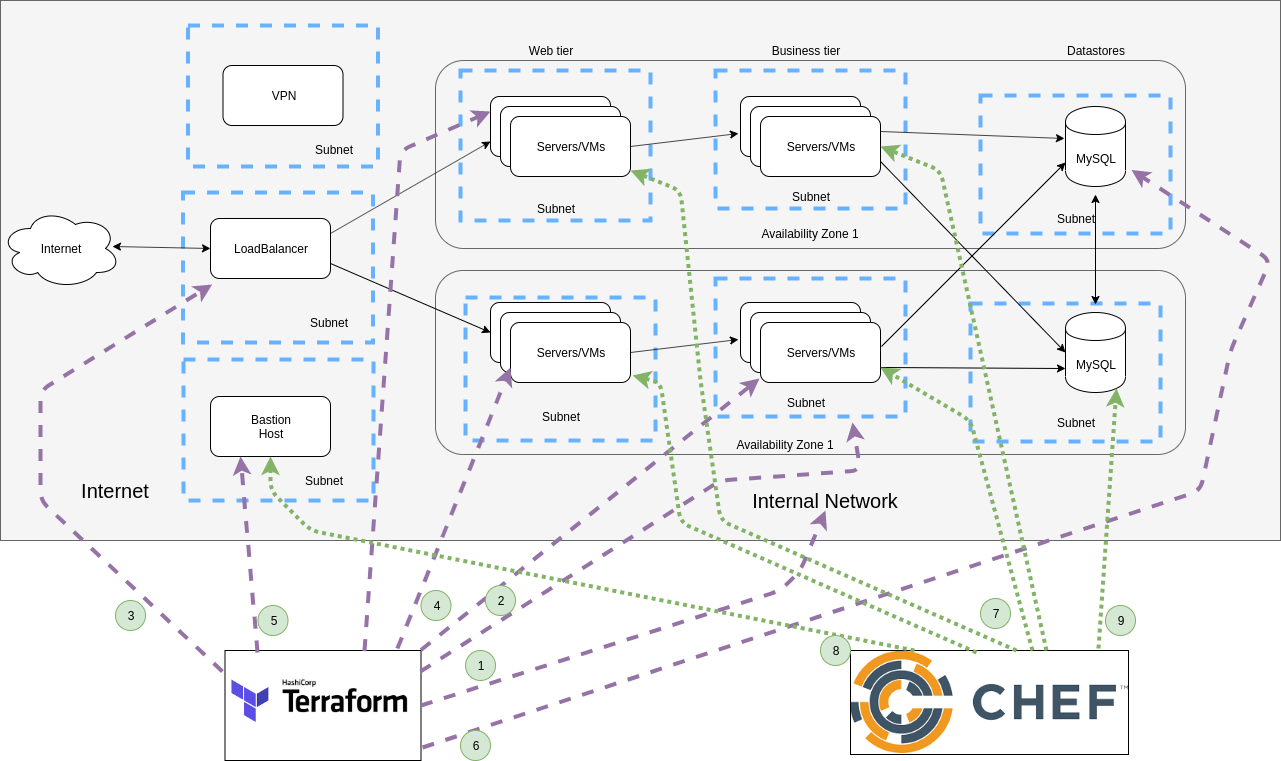 Web tier
Business tier
Datastores
VPN
Subnet
Servers/VMs
Subnet
Servers/VMs
Subnet
MySQL
Subnet
Availability Zone 1
Internet
LoadBalancer
Subnet
Servers/VMs
Subnet
Servers/VMs
Subnet
MySQL
Subnet
Availability Zone 1
Bastion
Host
Subnet
Internet
Internal Network
3
5
4
2
1
6
7
8
9
HashiCorp
Terraform
CHEF™